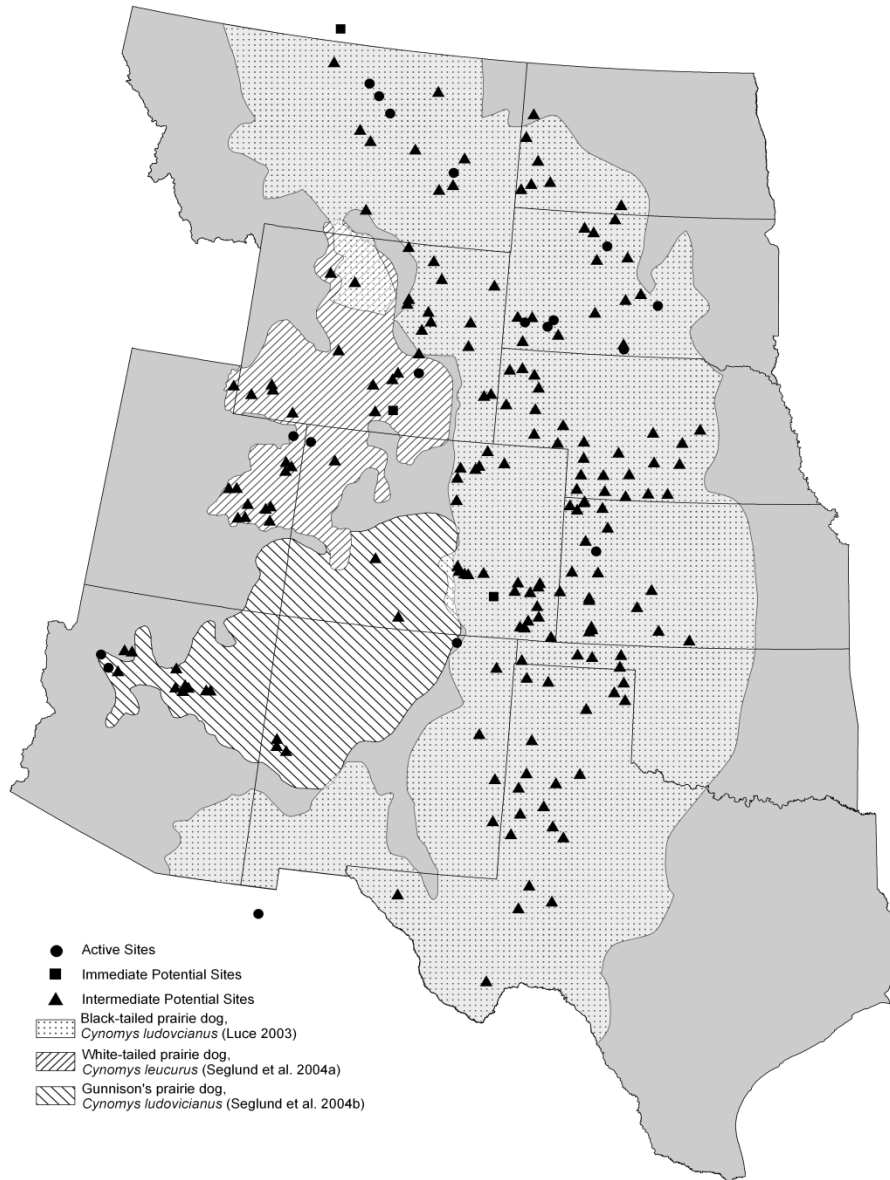 Active Sites
Immediate Potential Sites
Intermediate Potential Sites
Black-tailed prairie dog,
Cynomys ludovcianus (Luce 2003)
White-tailed prairie dog,
Cynomys leucurus (Seglund et al. 2004a)
Gunnison's prairie dog,
Cynomys ludovicianus (Seglund et al. 2004b)